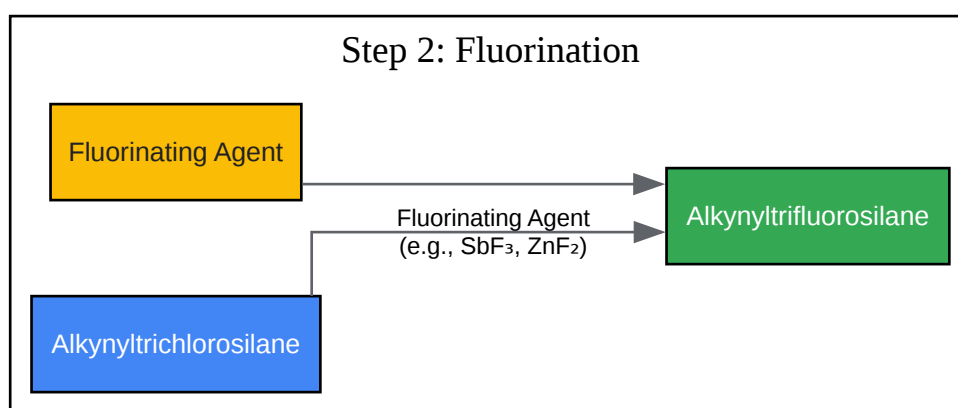 Step 2: Fluorination
Fluorinating Agent
Fluorinating Agent
(e.g., SbF₃, ZnF₂)
Alkynyltrifluorosilane
Alkynyltrichlorosilane